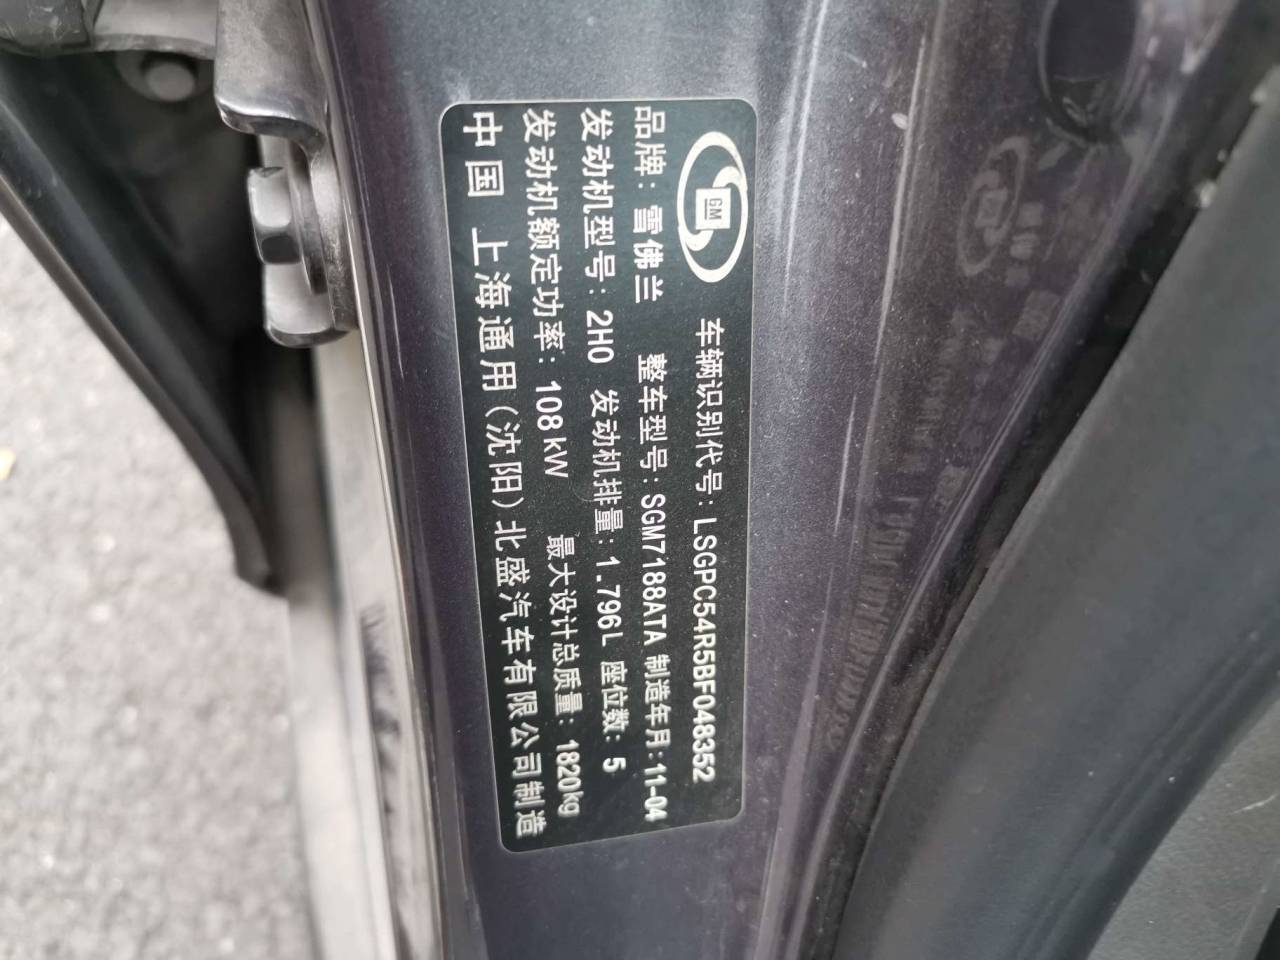 GM
车辆识别代号: LSGPC54R5BF048352
品牌: 雪佛兰 整车型号: SGM7188ATA 制造年月: 11-04
发动机型号: 2H0 发动机排量: 1.796L 座位数: 5
发动机额定功率: 108kW 最大设计总质量: 1820kg
中国 上海通用(沈阳)北盛汽车有限公司制造